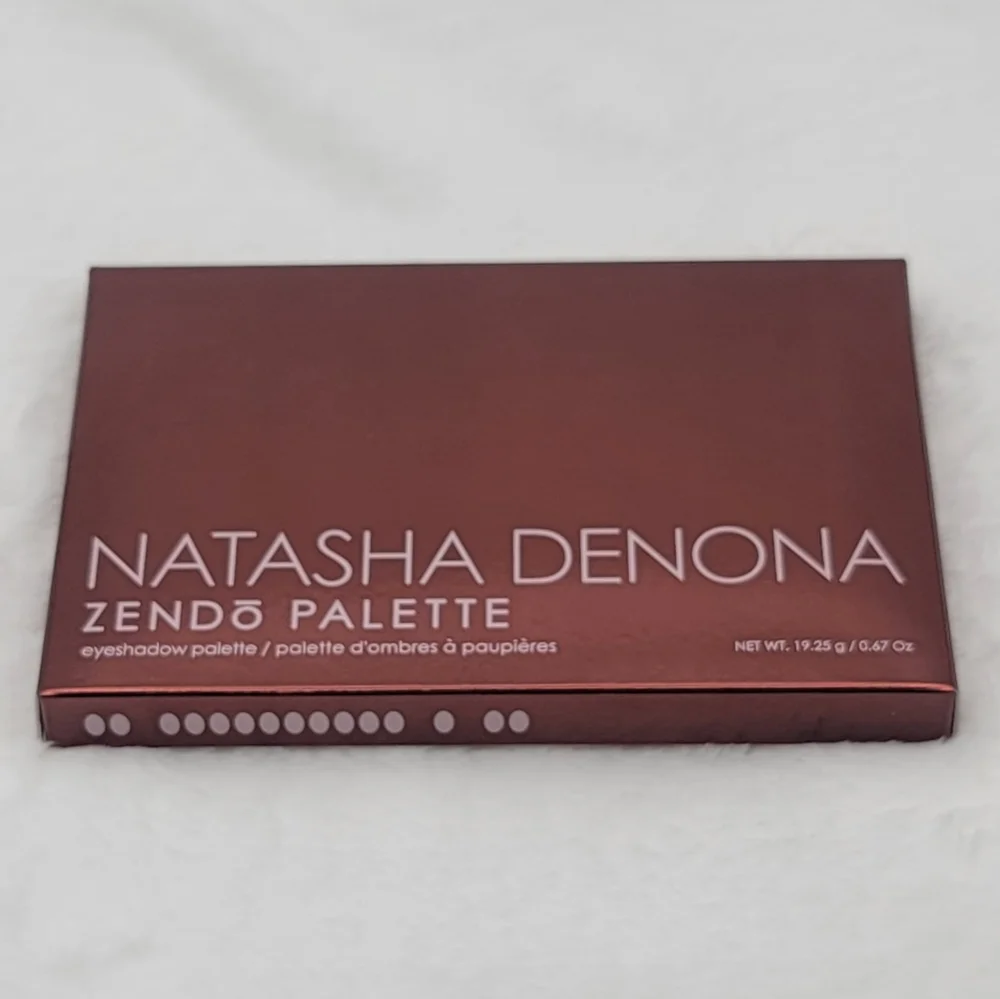 NATASHA DENONA
ZENDō PALETTE
eyeshadow palette / palette d'ombres à paupières
NET WT. 19.25 g / 0.67 Oz